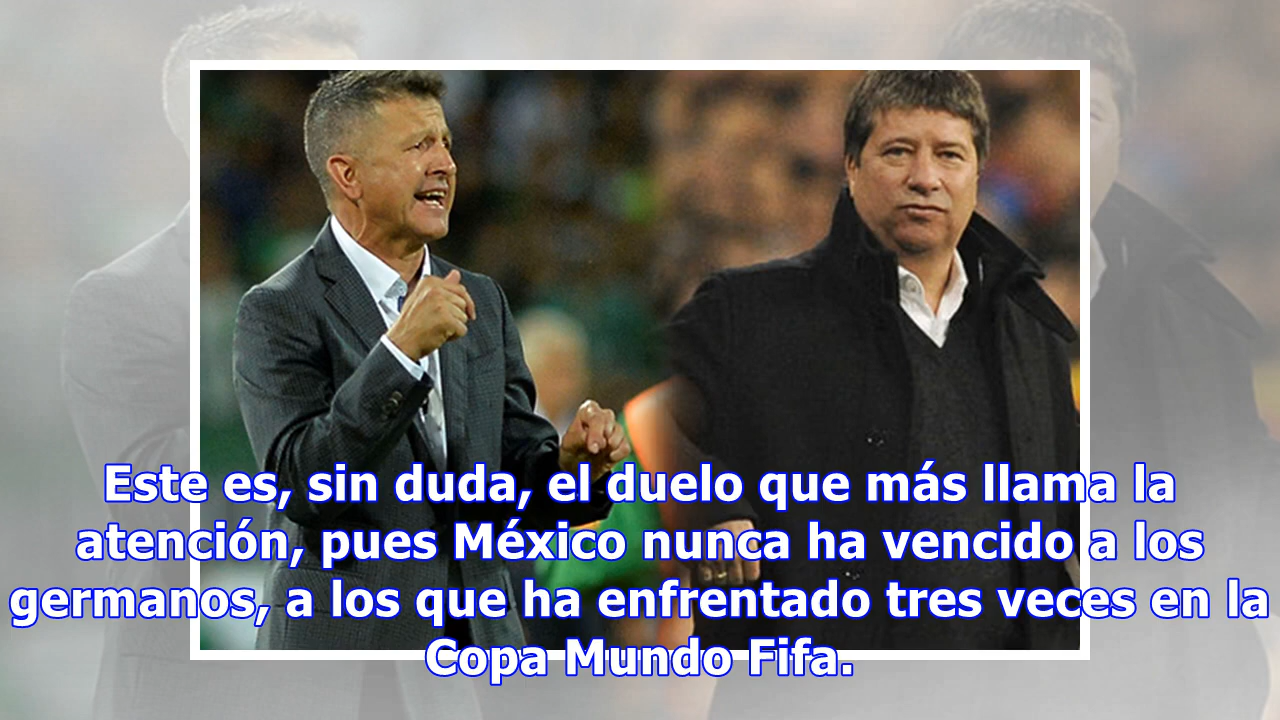 Este es, sin duda, el duelo que más llama la
atención, pues México nunca ha vencido a los
germanos, a los que ha enfrentado tres veces en la
Copa Mundo Fifa.